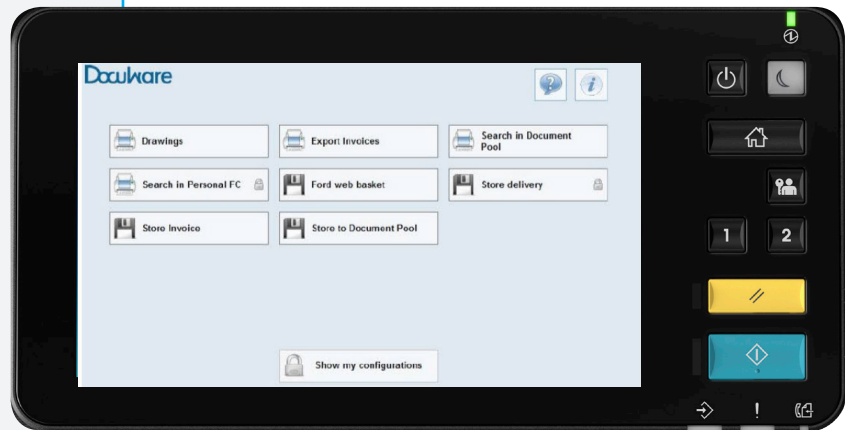 DocuWare
Drawings
Export Invoices
Search in Document
Pool
Search in Personal FC
Ford web basket
Store delivery
Store Invoice
Store to Document Pool
Show my configurations
1
2